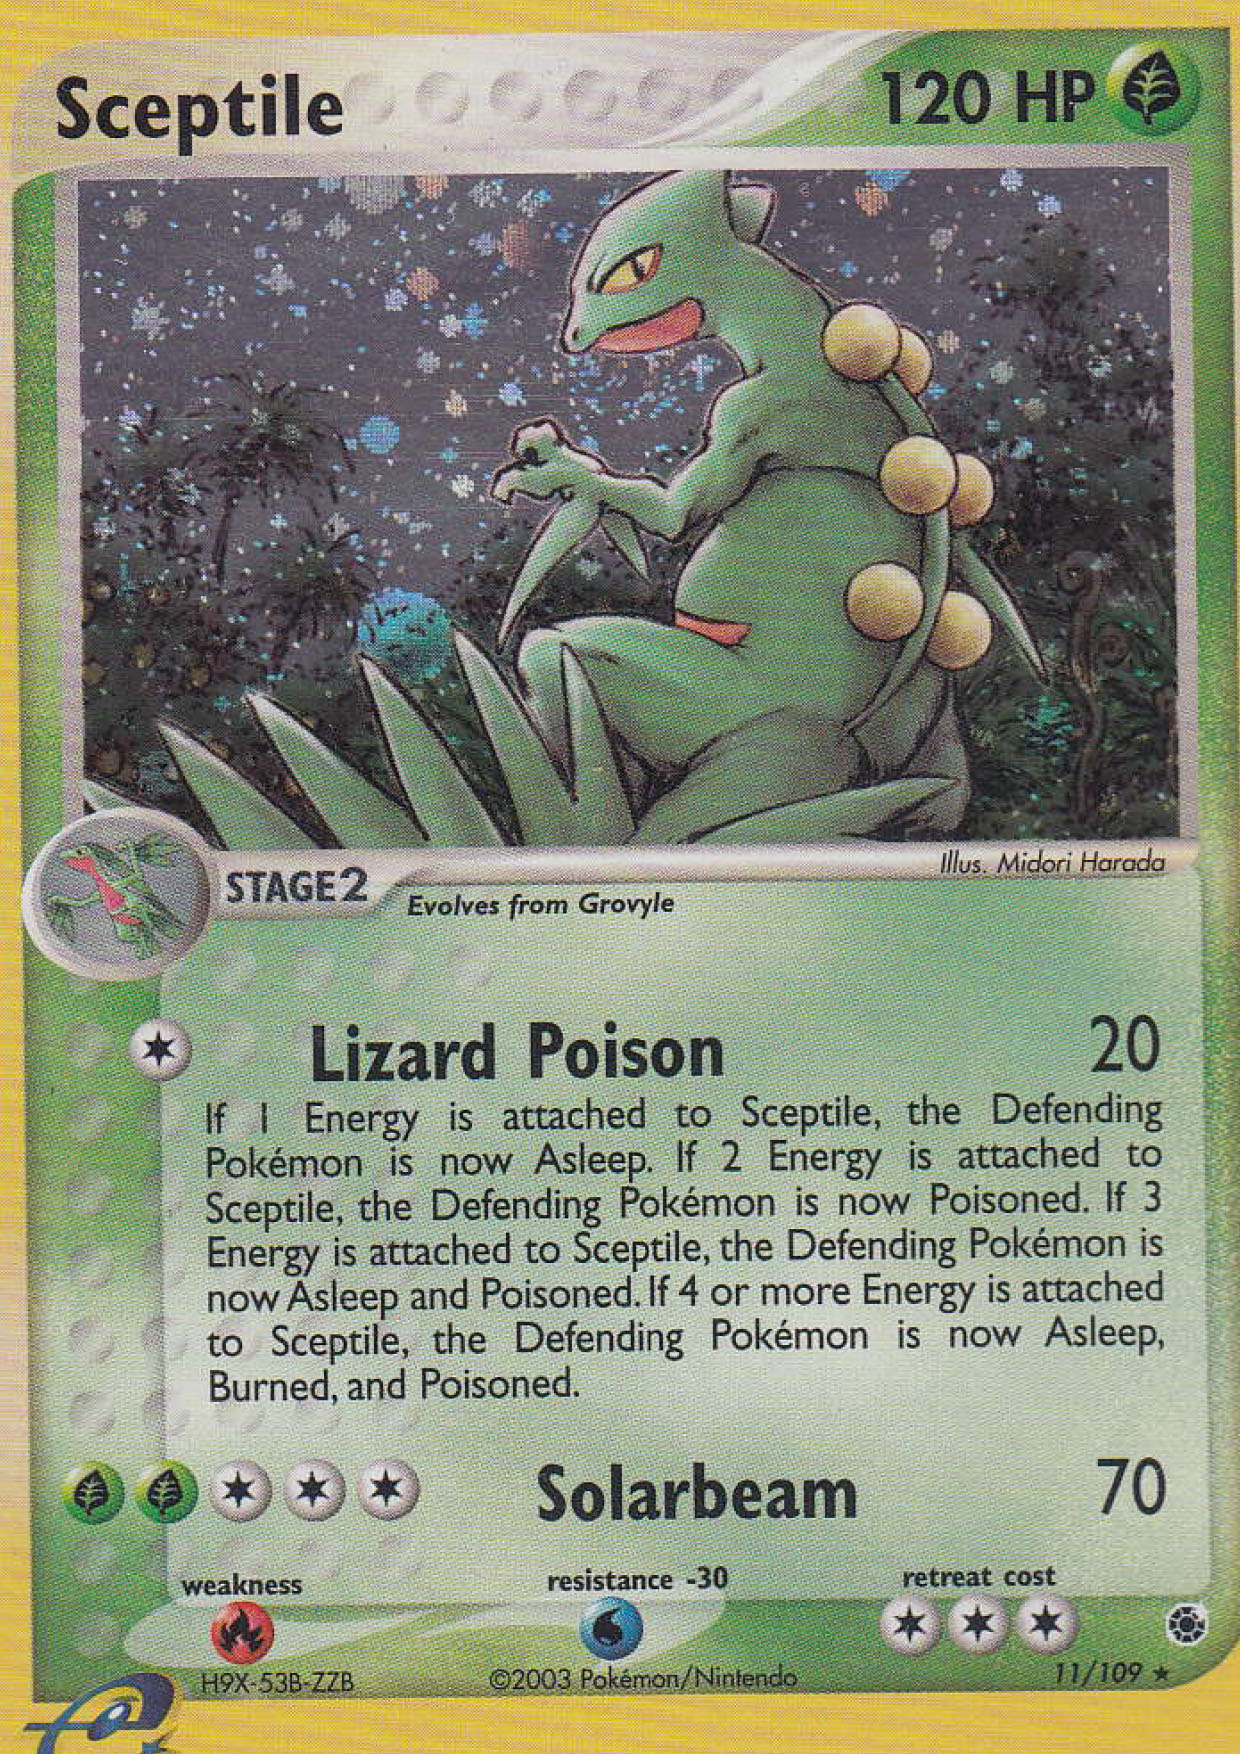 Sceptile 120 HP
Illus. Midori Harada
STAGE2
Evolves from Grovyle
Lizard Poison 20
If 1 Energy is attached to Sceptile, the Defending
Pokémon is now Asleep. If 2 Energy is attached to
Sceptile, the Defending Pokémon is now Poisoned. If 3
Energy is attached to Sceptile, the Defending Pokémon is
now Asleep and Poisoned. If 4 or more Energy is attached
to Sceptile, the Defending Pokémon is now Asleep,
Burned, and Poisoned.
Solarbeam 70
weakness resistance -30 retreat cost
H9X-53B-ZZB ©2003 Pokémon/Nintendo 11/109 ★